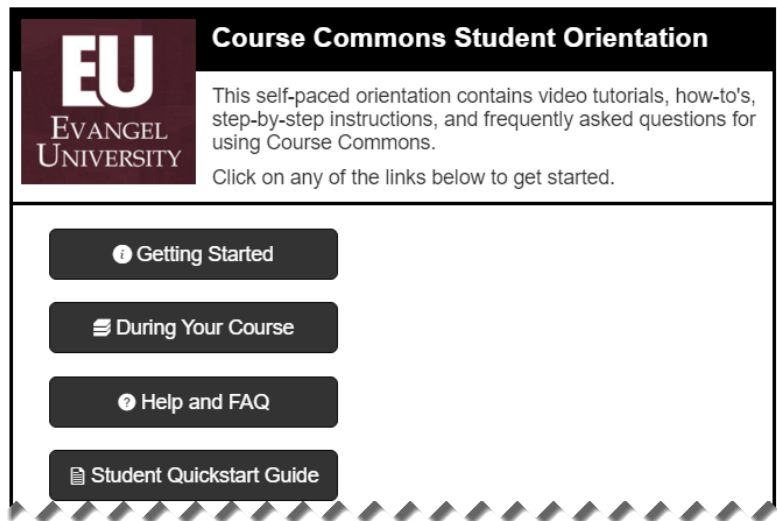 EU
EVANGEL
UNIVERSITY
Course Commons Student Orientation
This self-paced orientation contains video tutorials, how-to's,
step-by-step instructions, and frequently asked questions for
using Course Commons.
Click on any of the links below to get started.
Getting Started
During Your Course
Help and FAQ
Student Quickstart Guide